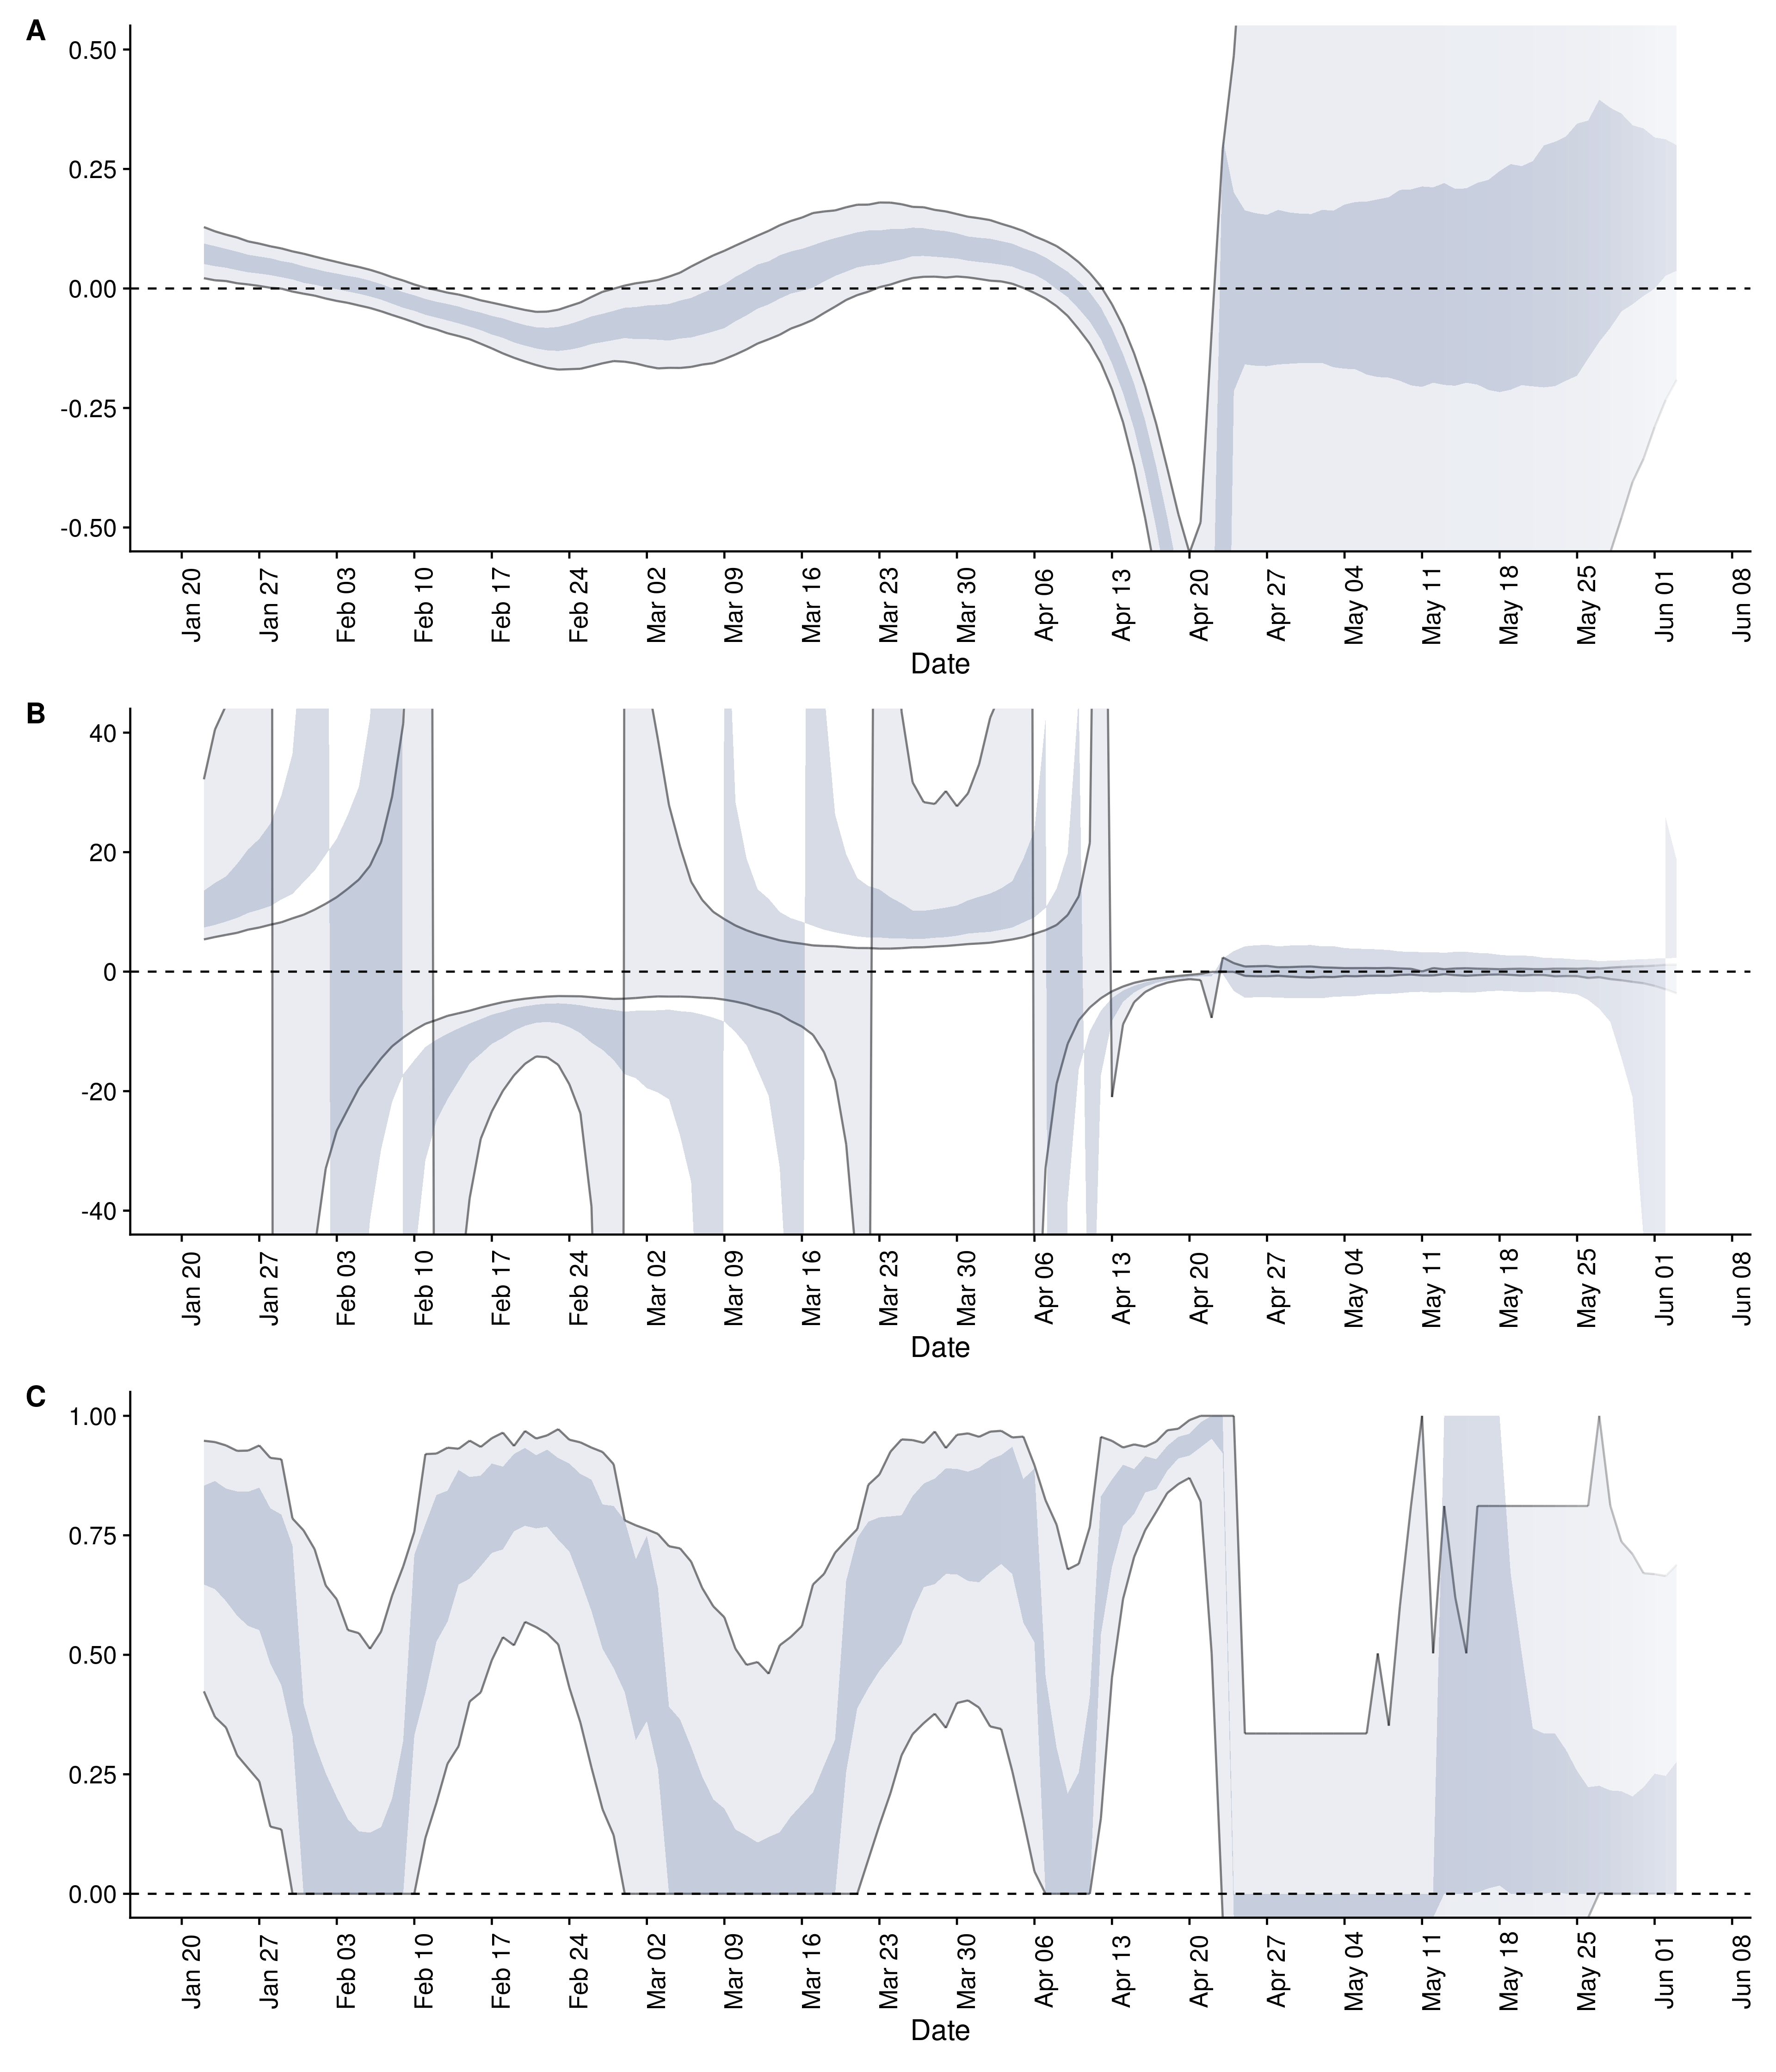 A
0.50
0.25
0.00
-0.25
-0.50
Jan 20
Jan 27
Feb 03
Feb 10
Feb 17
Feb 24
Mar 02
Mar 09
Mar 16
Mar 23
Mar 30
Apr 06
Apr 13
Apr 20
Apr 27
May 04
May 11
May 18
May 25
Jun 01
Jun 08
Date
B
40
20
0
-20
-40
Jan 20
Jan 27
Feb 03
Feb 10
Feb 17
Feb 24
Mar 02
Mar 09
Mar 16
Mar 23
Mar 30
Apr 06
Apr 13
Apr 20
Apr 27
May 04
May 11
May 18
May 25
Jun 01
Jun 08
Date
C
1.00
0.75
0.50
0.25
0.00
Jan 20
Jan 27
Feb 03
Feb 10
Feb 17
Feb 24
Mar 02
Mar 09
Mar 16
Mar 23
Mar 30
Apr 06
Apr 13
Apr 20
Apr 27
May 04
May 11
May 18
May 25
Jun 01
Jun 08
Date